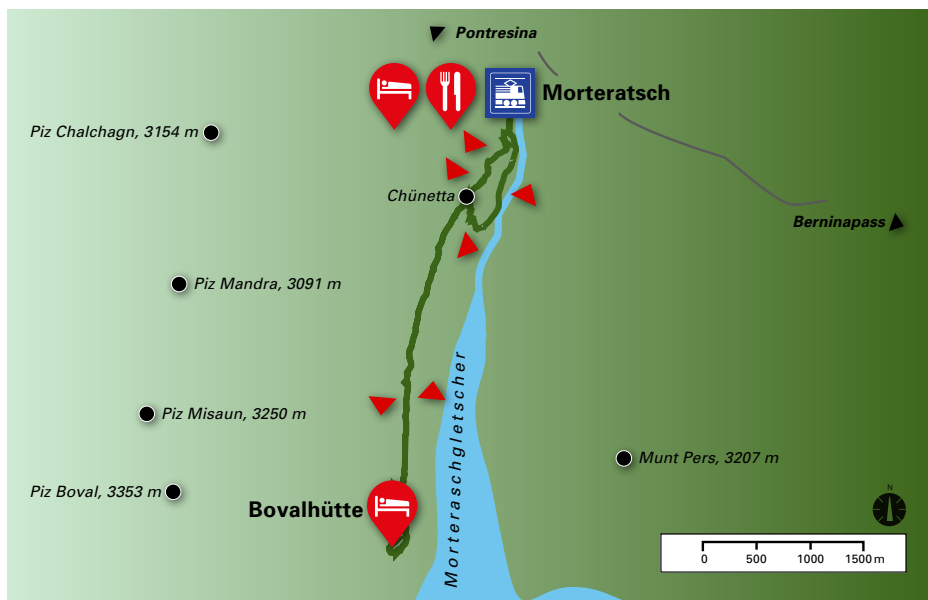 Pontresina
Morteratsch
Piz Chalchagn, 3154 m
Chünetta
Berninapass
Piz Mandra, 3091 m
Morteraschgletscher
Piz Misaun, 3250 m
Munt Pers, 3207 m
Piz Boval, 3353 m
Bovalhütte
N
0 500 1000 1500 m